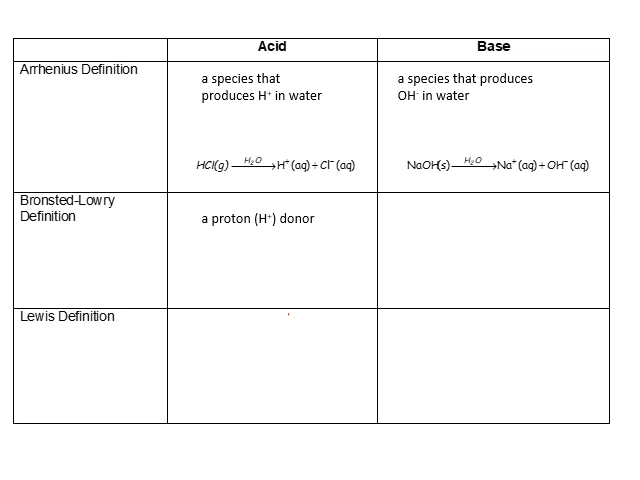 Acid
Base
Arrhenius Definition
a species that
produces H⁺ in water
a species that produces
OH⁻ in water
HCl(g) —H₂O→ H⁺(aq) + Cl⁻(aq)
NaOH(s) —H₂O→ Na⁺(aq) + OH⁻(aq)
Bronsted-Lowry
Definition
a proton (H⁺) donor
Lewis Definition